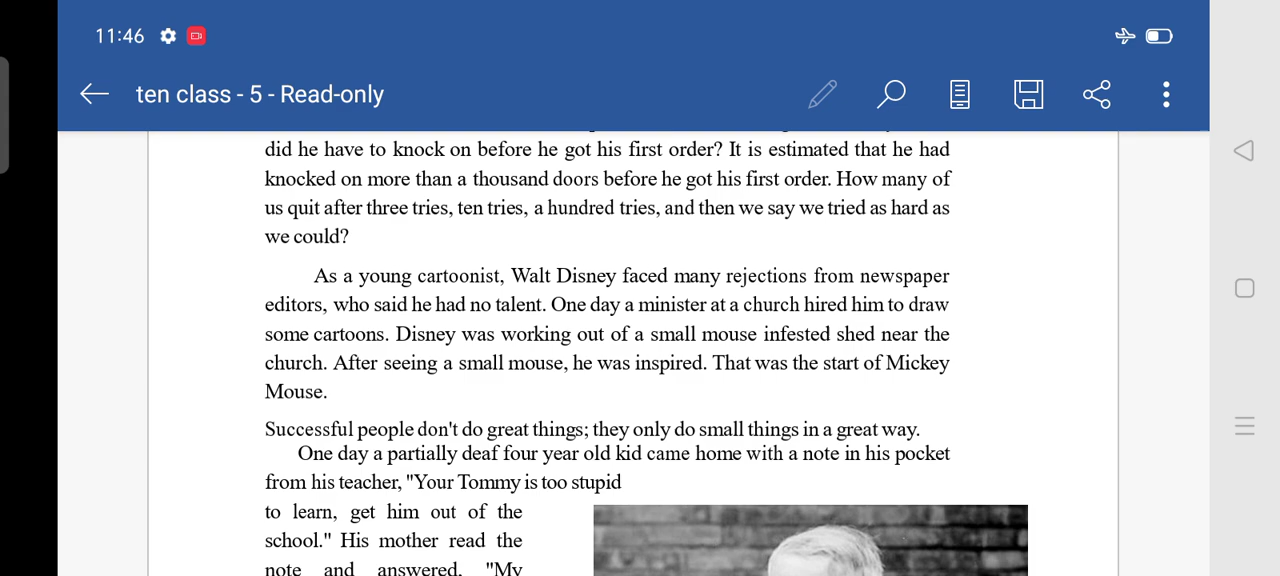 11:46
ten class - 5 - Read-only
did he have to knock on before he got his first order? It is estimated that he had
knocked on more than a thousand doors before he got his first order. How many of
us quit after three tries, ten tries, a hundred tries, and then we say we tried as hard as
we could?
As a young cartoonist, Walt Disney faced many rejections from newspaper
editors, who said he had no talent. One day a minister at a church hired him to draw
some cartoons. Disney was working out of a small mouse infested shed near the
church. After seeing a small mouse, he was inspired. That was the start of Mickey
Mouse.
Successful people don't do great things; they only do small things in a great way.
One day a partially deaf four year old kid came home with a note in his pocket
from his teacher, "Your Tommy is too stupid
to learn, get him out of the
school." His mother read the
note and answered, "My